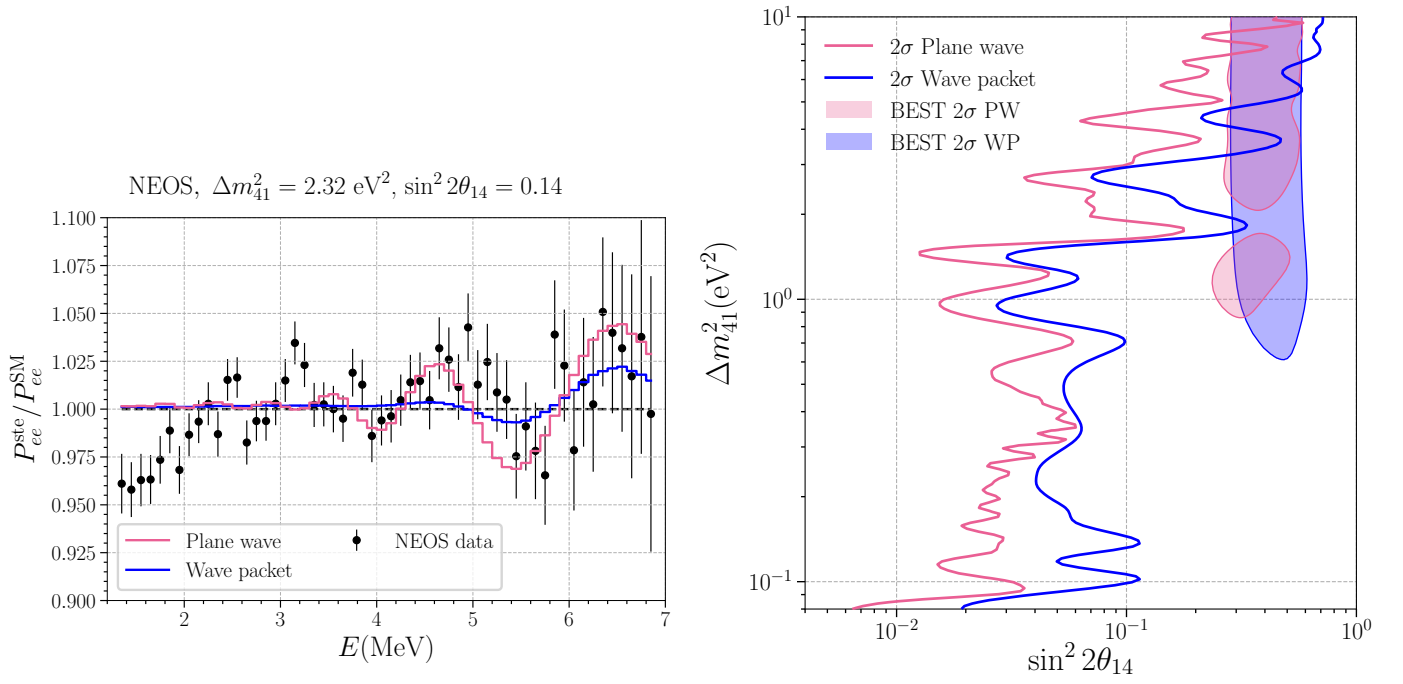 NEOS, Δm²₄₁ = 2.32 eV², sin² 2θ₁₄ = 0.14
1.100
1.075
1.050
1.025
1.000
0.975
0.950
0.925
0.900
P^ste_ee / P^SM_ee
Plane wave
Wave packet
NEOS data
2 3 4 5 6 7
E(MeV)
10¹
10⁰
10⁻¹
Δm²₄₁(eV²)
2σ Plane wave
2σ Wave packet
BEST 2σ PW
BEST 2σ WP
10⁻² 10⁻¹ 10⁰
sin² 2θ₁₄